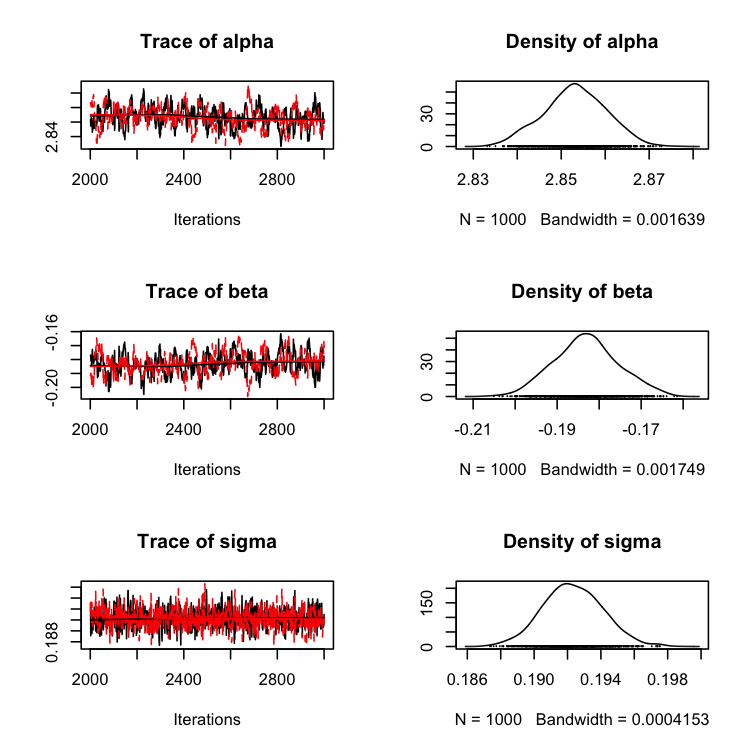 Trace of alpha
2.84
2000 2400 2800
Iterations
Density of alpha
0 30
2.83 2.85 2.87
N = 1000 Bandwidth = 0.001639
Trace of beta
-0.20 -0.16
2000 2400 2800
Iterations
Density of beta
0 30
-0.21 -0.19 -0.17
N = 1000 Bandwidth = 0.001749
Trace of sigma
0.188
2000 2400 2800
Iterations
Density of sigma
0 150
0.186 0.190 0.194 0.198
N = 1000 Bandwidth = 0.0004153